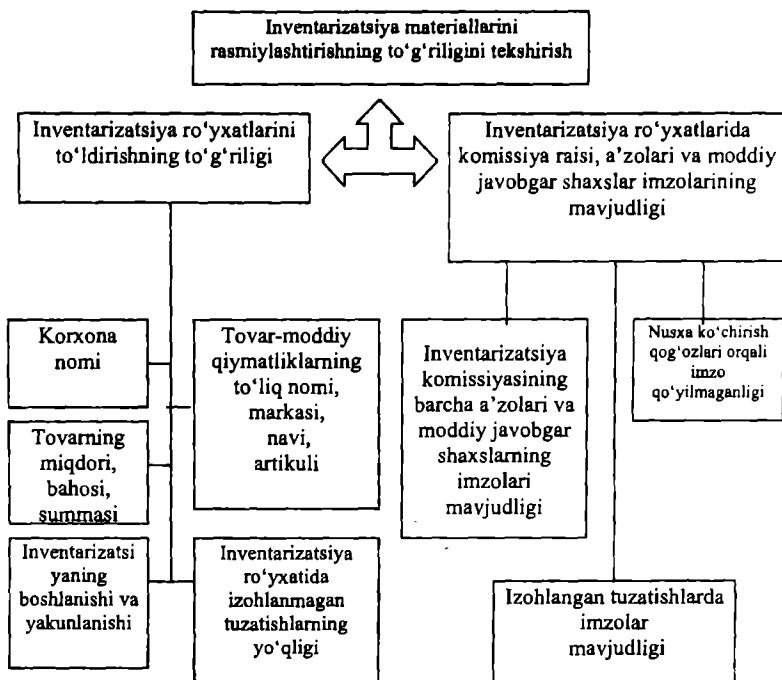 Inventarizatsiya materiallarini
rasmiylashtirishning to‘g‘riligini tekshirish
Inventarizatsiya ro‘yxatlarini
to‘ldirishning to‘g‘riligi
Inventarizatsiya ro‘yxatlarida
komissiya raisi, a’zolari va moddiy
javobgar shaxslar imzolarining
mavjudligi
Korxona
nomi
Tovar-moddiy
qiymatliklarning
to‘liq nomi,
markasi,
navi,
artikuli
Inventarizatsiya
komissiyasining
barcha a’zolari va
moddiy javobgar
shaxslarning
imzolari
mavjudligi
Nusxa ko‘chirish
qog‘ozlari orqali
imzo
qo‘yilmaganligi
Tovarning
miqdori,
bahosi,
summasi
Inventarizatsi
yaning
boshlanishi va
yakunlanishi
Inventarizatsiya
ro‘yxatida
izohlanmagan
tuzatishlarning
yo‘qligi
Izohlangan tuzatishlarda
imzolar
mavjudligi